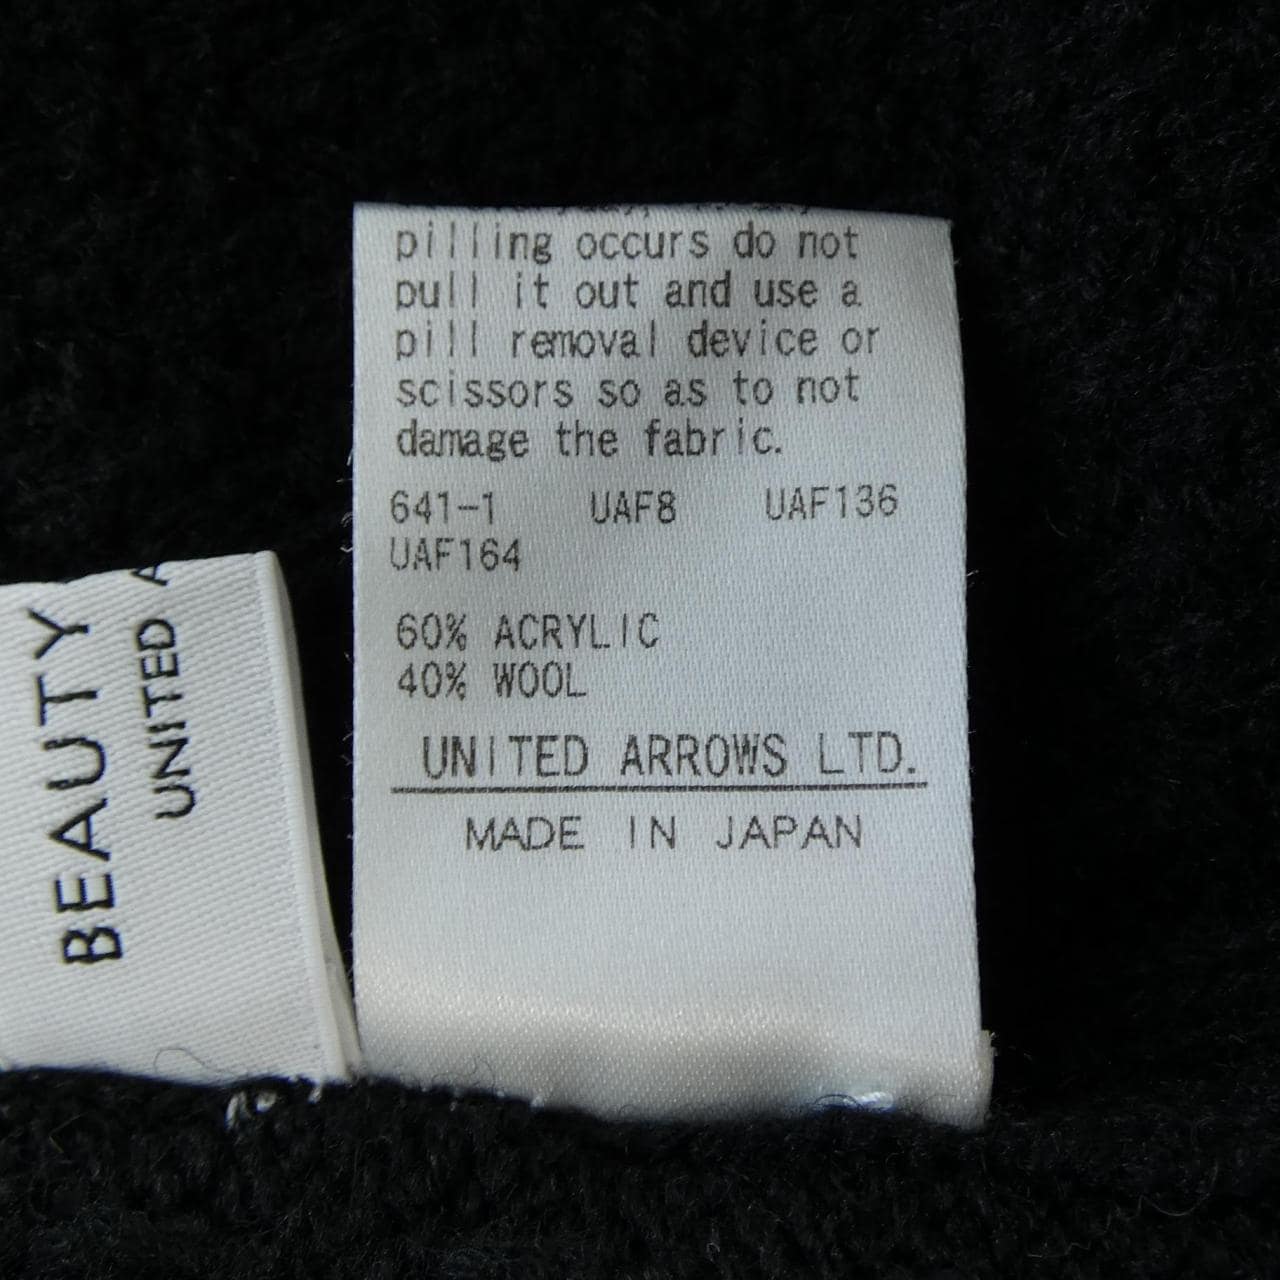 pilling occurs do not
pull it out and use a
pill removal device or
scissors so as to not
damage the fabric.
641-1 UAF8 UAF136
UAF164
60% ACRYLIC
40% WOOL
UNITED ARROWS LTD.
MADE IN JAPAN
BEAUTY
UNITED A